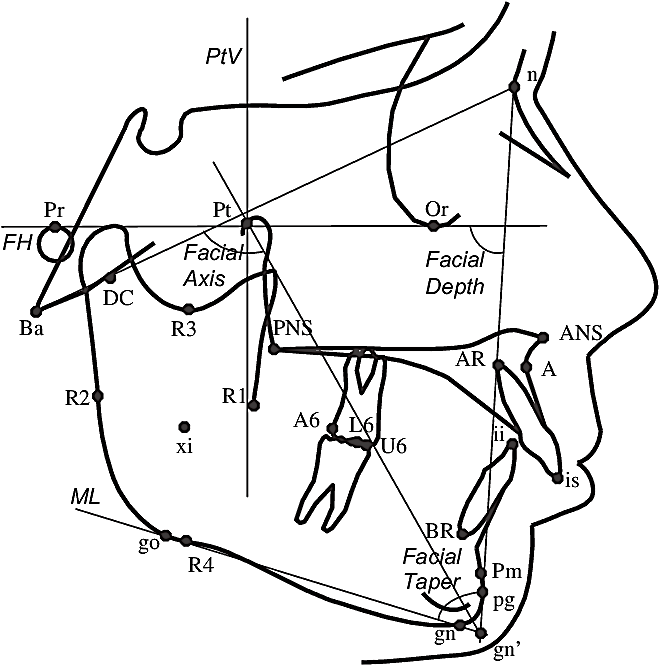 PtV
n
Pr
Pt
Or
FH
Facial
Axis
Facial
Depth
DC
Ba
R3
PNS
ANS
AR
A
R2
R1
A6
L6
U6
xi
ii
is
ML
go
R4
BR
Facial
Taper
Pm
pg
gn
gn’